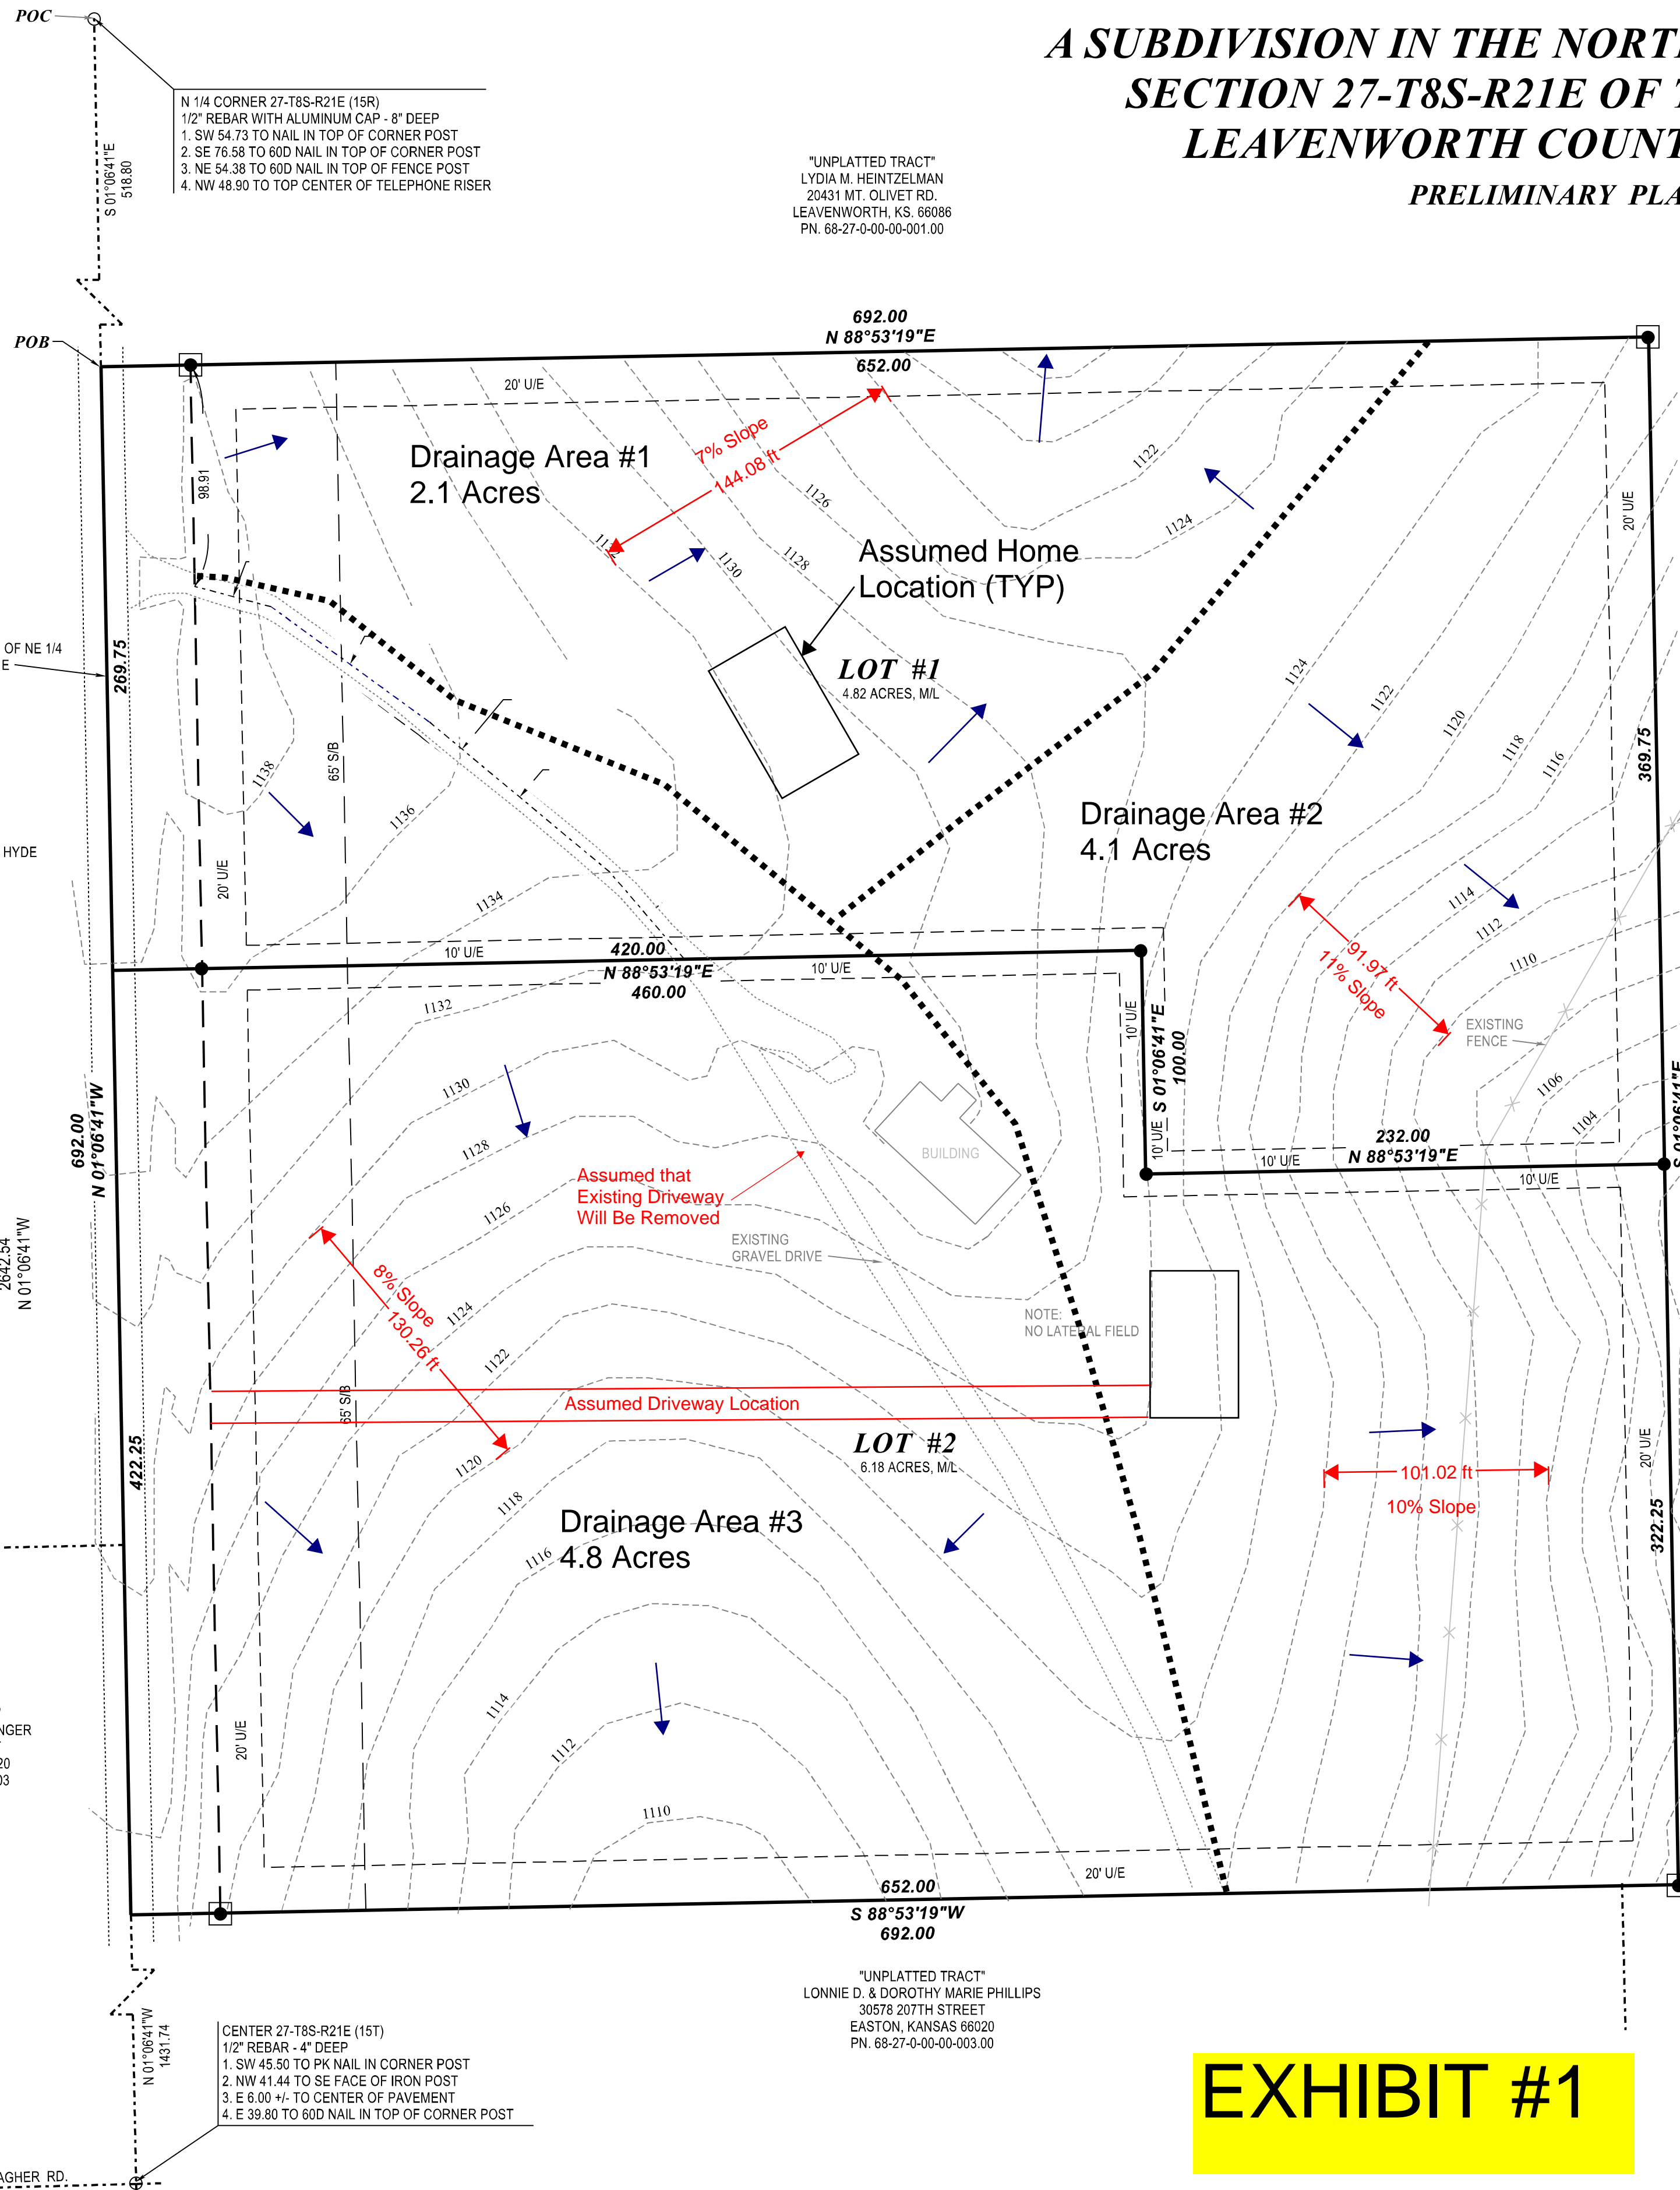 POC
A SUBDIVISION IN THE NORT
SECTION 27-T8S-R21E OF
LEAVENWORTH COUNT
PRELIMINARY PLA
N 1/4 CORNER 27-T8S-R21E (15R)
1/2" REBAR WITH ALUMINUM CAP - 8" DEEP
1. SW 54.73 TO NAIL IN TOP OF CORNER POST
2. SE 76.58 TO 60D NAIL IN TOP OF CORNER POST
3. NE 54.38 TO 60D NAIL IN TOP OF FENCE POST
4. NW 48.90 TO TOP CENTER OF TELEPHONE RISER
S 01°06'41"E
518.80
"UNPLATTED TRACT"
LYDIA M. HEINTZELMAN
20431 MT. OLIVET RD.
LEAVENWORTH, KS. 66086
PN. 68-27-0-00-00-001.00
POB
692.00
N 88°53'19"E
652.00
20' U/E
98.91
Drainage Area #1
2.1 Acres
7% Slope
144.08 ft
1122
1126
1124
20' U/E
1132
1130
1128
Assumed Home
Location (TYP)
OF NE 1/4
E
269.75
LOT #1
4.82 ACRES, M/L
1124
1122
1120
1118
1116
369.75
1138
65' S/B
1136
Drainage Area #2
4.1 Acres
HYDE
20' U/E
1134
1114
1112
1110
91.97 ft
11% Slope
10' U/E
420.00
N 88°53'19"E
460.00
10' U/E
1132
10' U/E
S 01°06'41"E
100.00
10' U/E
EXISTING
FENCE
1106
1104
692.00
N 01°06'41"W
1130
1128
1126
BUILDING
232.00
N 88°53'19"E
10' U/E
10' U/E
S 01°06'41"E
Assumed that
Existing Driveway
Will Be Removed
EXISTING
GRAVEL DRIVE
2642.54
N 01°06'41"W
8% Slope
130.26 ft
1124
1122
NOTE:
NO LATERAL FIELD
65' S/B
Assumed Driveway Location
422.25
LOT #2
6.18 ACRES, M/L
1120
1118
1116
101.02 ft
10% Slope
20' U/E
322.25
Drainage Area #3
4.8 Acres
NGER
20
03
20' U/E
1114
1112
1110
20' U/E
652.00
S 88°53'19"W
692.00
"UNPLATTED TRACT"
LONNIE D. & DOROTHY MARIE PHILLIPS
30578 207TH STREET
EASTON, KANSAS 66020
PN. 68-27-0-00-00-003.00
N 01°06'41"W
1431.74
CENTER 27-T8S-R21E (15T)
1/2" REBAR - 4" DEEP
1. SW 45.50 TO PK NAIL IN CORNER POST
2. NW 41.44 TO SE FACE OF IRON POST
3. E 6.00 +/- TO CENTER OF PAVEMENT
4. E 39.80 TO 60D NAIL IN TOP OF CORNER POST
AGHER RD.
EXHIBIT #1